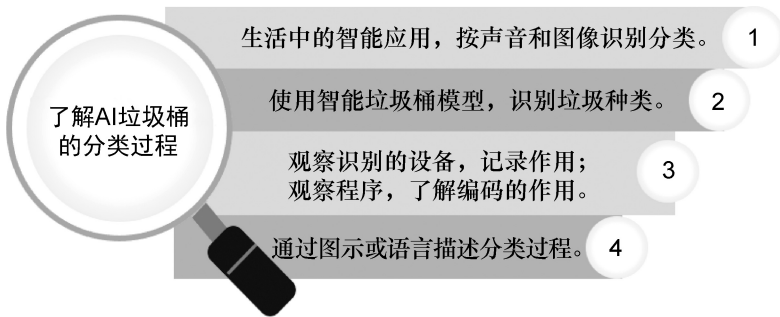 了解AI垃圾桶
的分类过程
生活中的智能应用，按声音和图像识别分类。 1
使用智能垃圾桶模型，识别垃圾种类。 2
观察识别的设备，记录作用；
观察程序，了解编码的作用。 3
通过图示或语言描述分类过程。 4